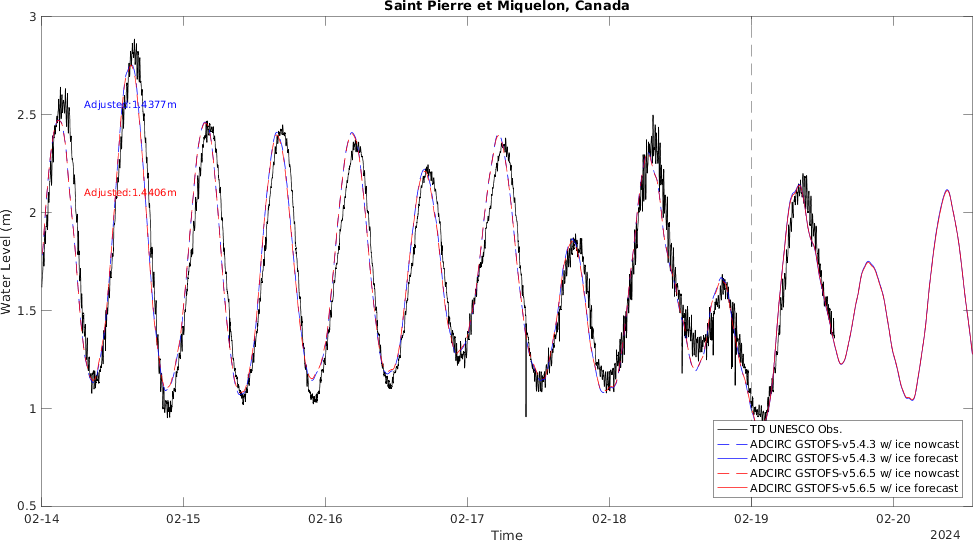 Saint Pierre et Miquelon, Canada
3
2.5
2
1.5
1
0.5
Water Level (m)
Adjusted:1.4377m
Adjusted:1.4406m
TD UNESCO Obs.
ADCIRC GSTOFS-v5.4.3 w/ ice nowcast
ADCIRC GSTOFS-v5.4.3 w/ ice forecast
ADCIRC GSTOFS-v5.6.5 w/ ice nowcast
ADCIRC GSTOFS-v5.6.5 w/ ice forecast
02-14 02-15 02-16 02-17 02-18 02-19 02-20
Time
2024